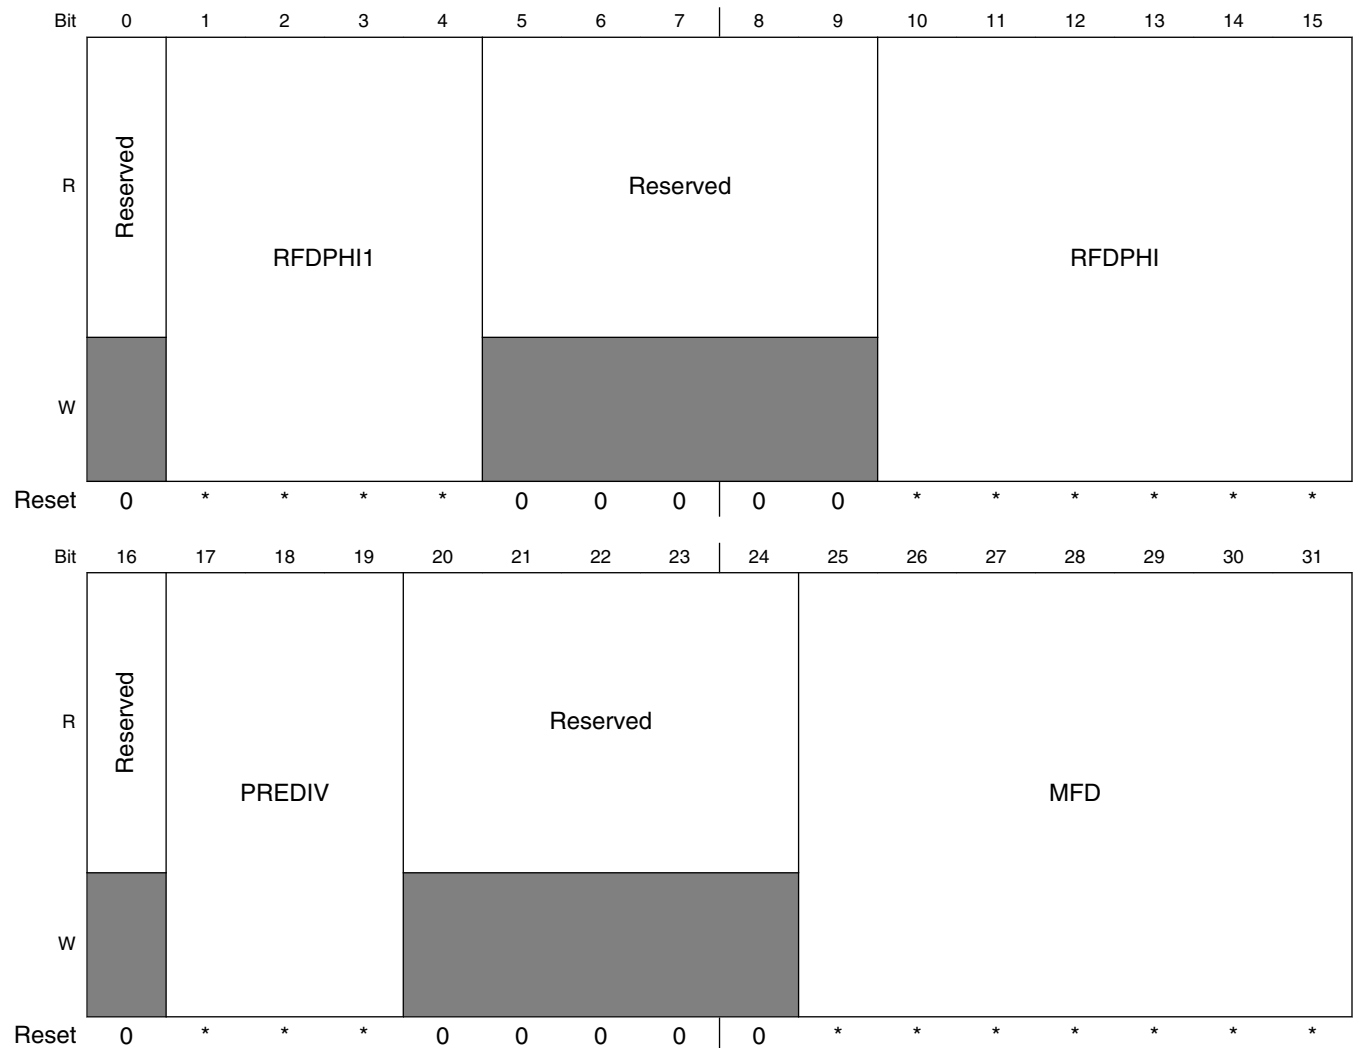 Bit 0 1 2 3 4 5 6 7 8 9 10 11 12 13 14 15
R Reserved RFDPHI1 Reserved RFDPHI
W
Reset 0 * * * * 0 0 0 0 0 * * * * * *
Bit 16 17 18 19 20 21 22 23 24 25 26 27 28 29 30 31
R Reserved PREDIV Reserved MFD
W
Reset 0 * * * 0 0 0 0 0 * * * * * * *